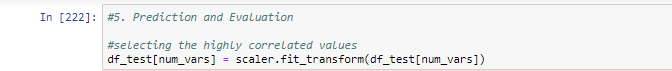 In [222]: #5. Prediction and Evaluation
#selecting the highly correlated values
df_test[num_vars] = scaler.fit_transform(df_test[num_vars])